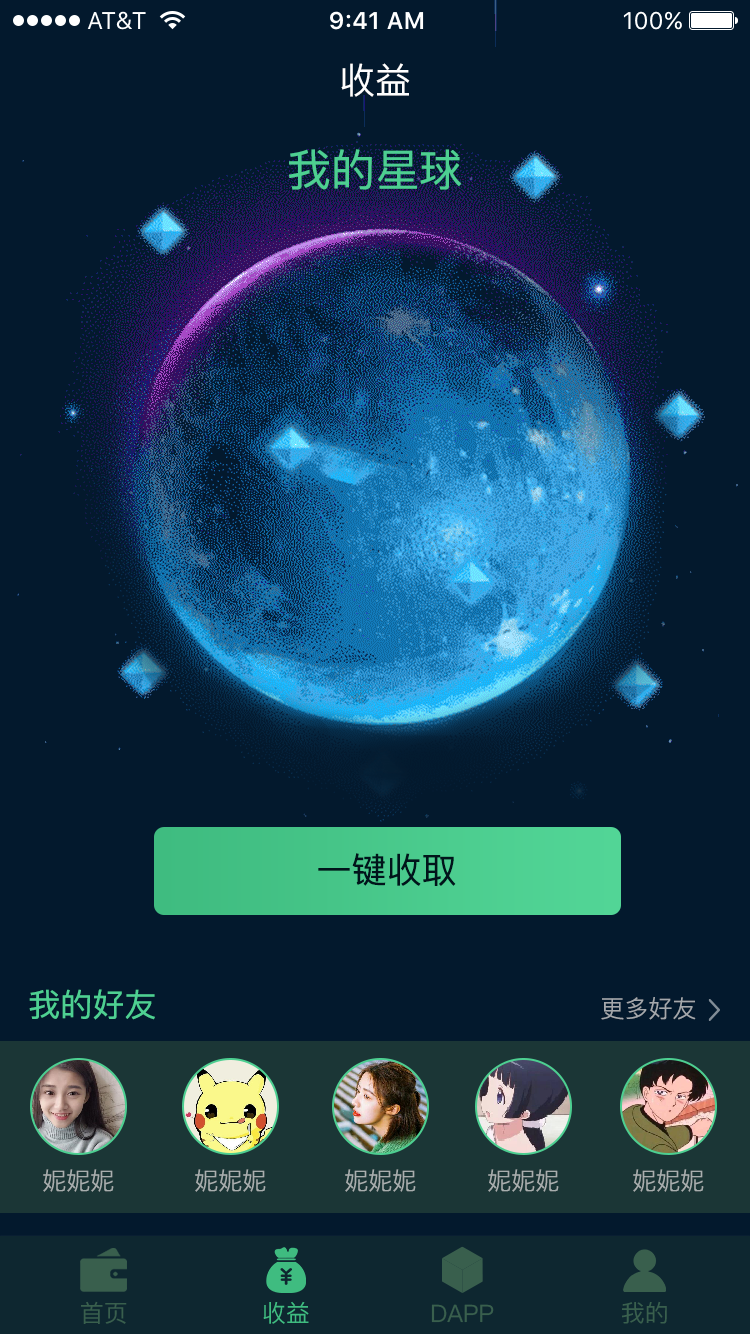 AT&T 9:41 AM 100%
收益
我的星球
一键收取
我的好友 更多好友
妮妮妮 妮妮妮 妮妮妮 妮妮妮 妮妮妮
首页 收益 DAPP 我的